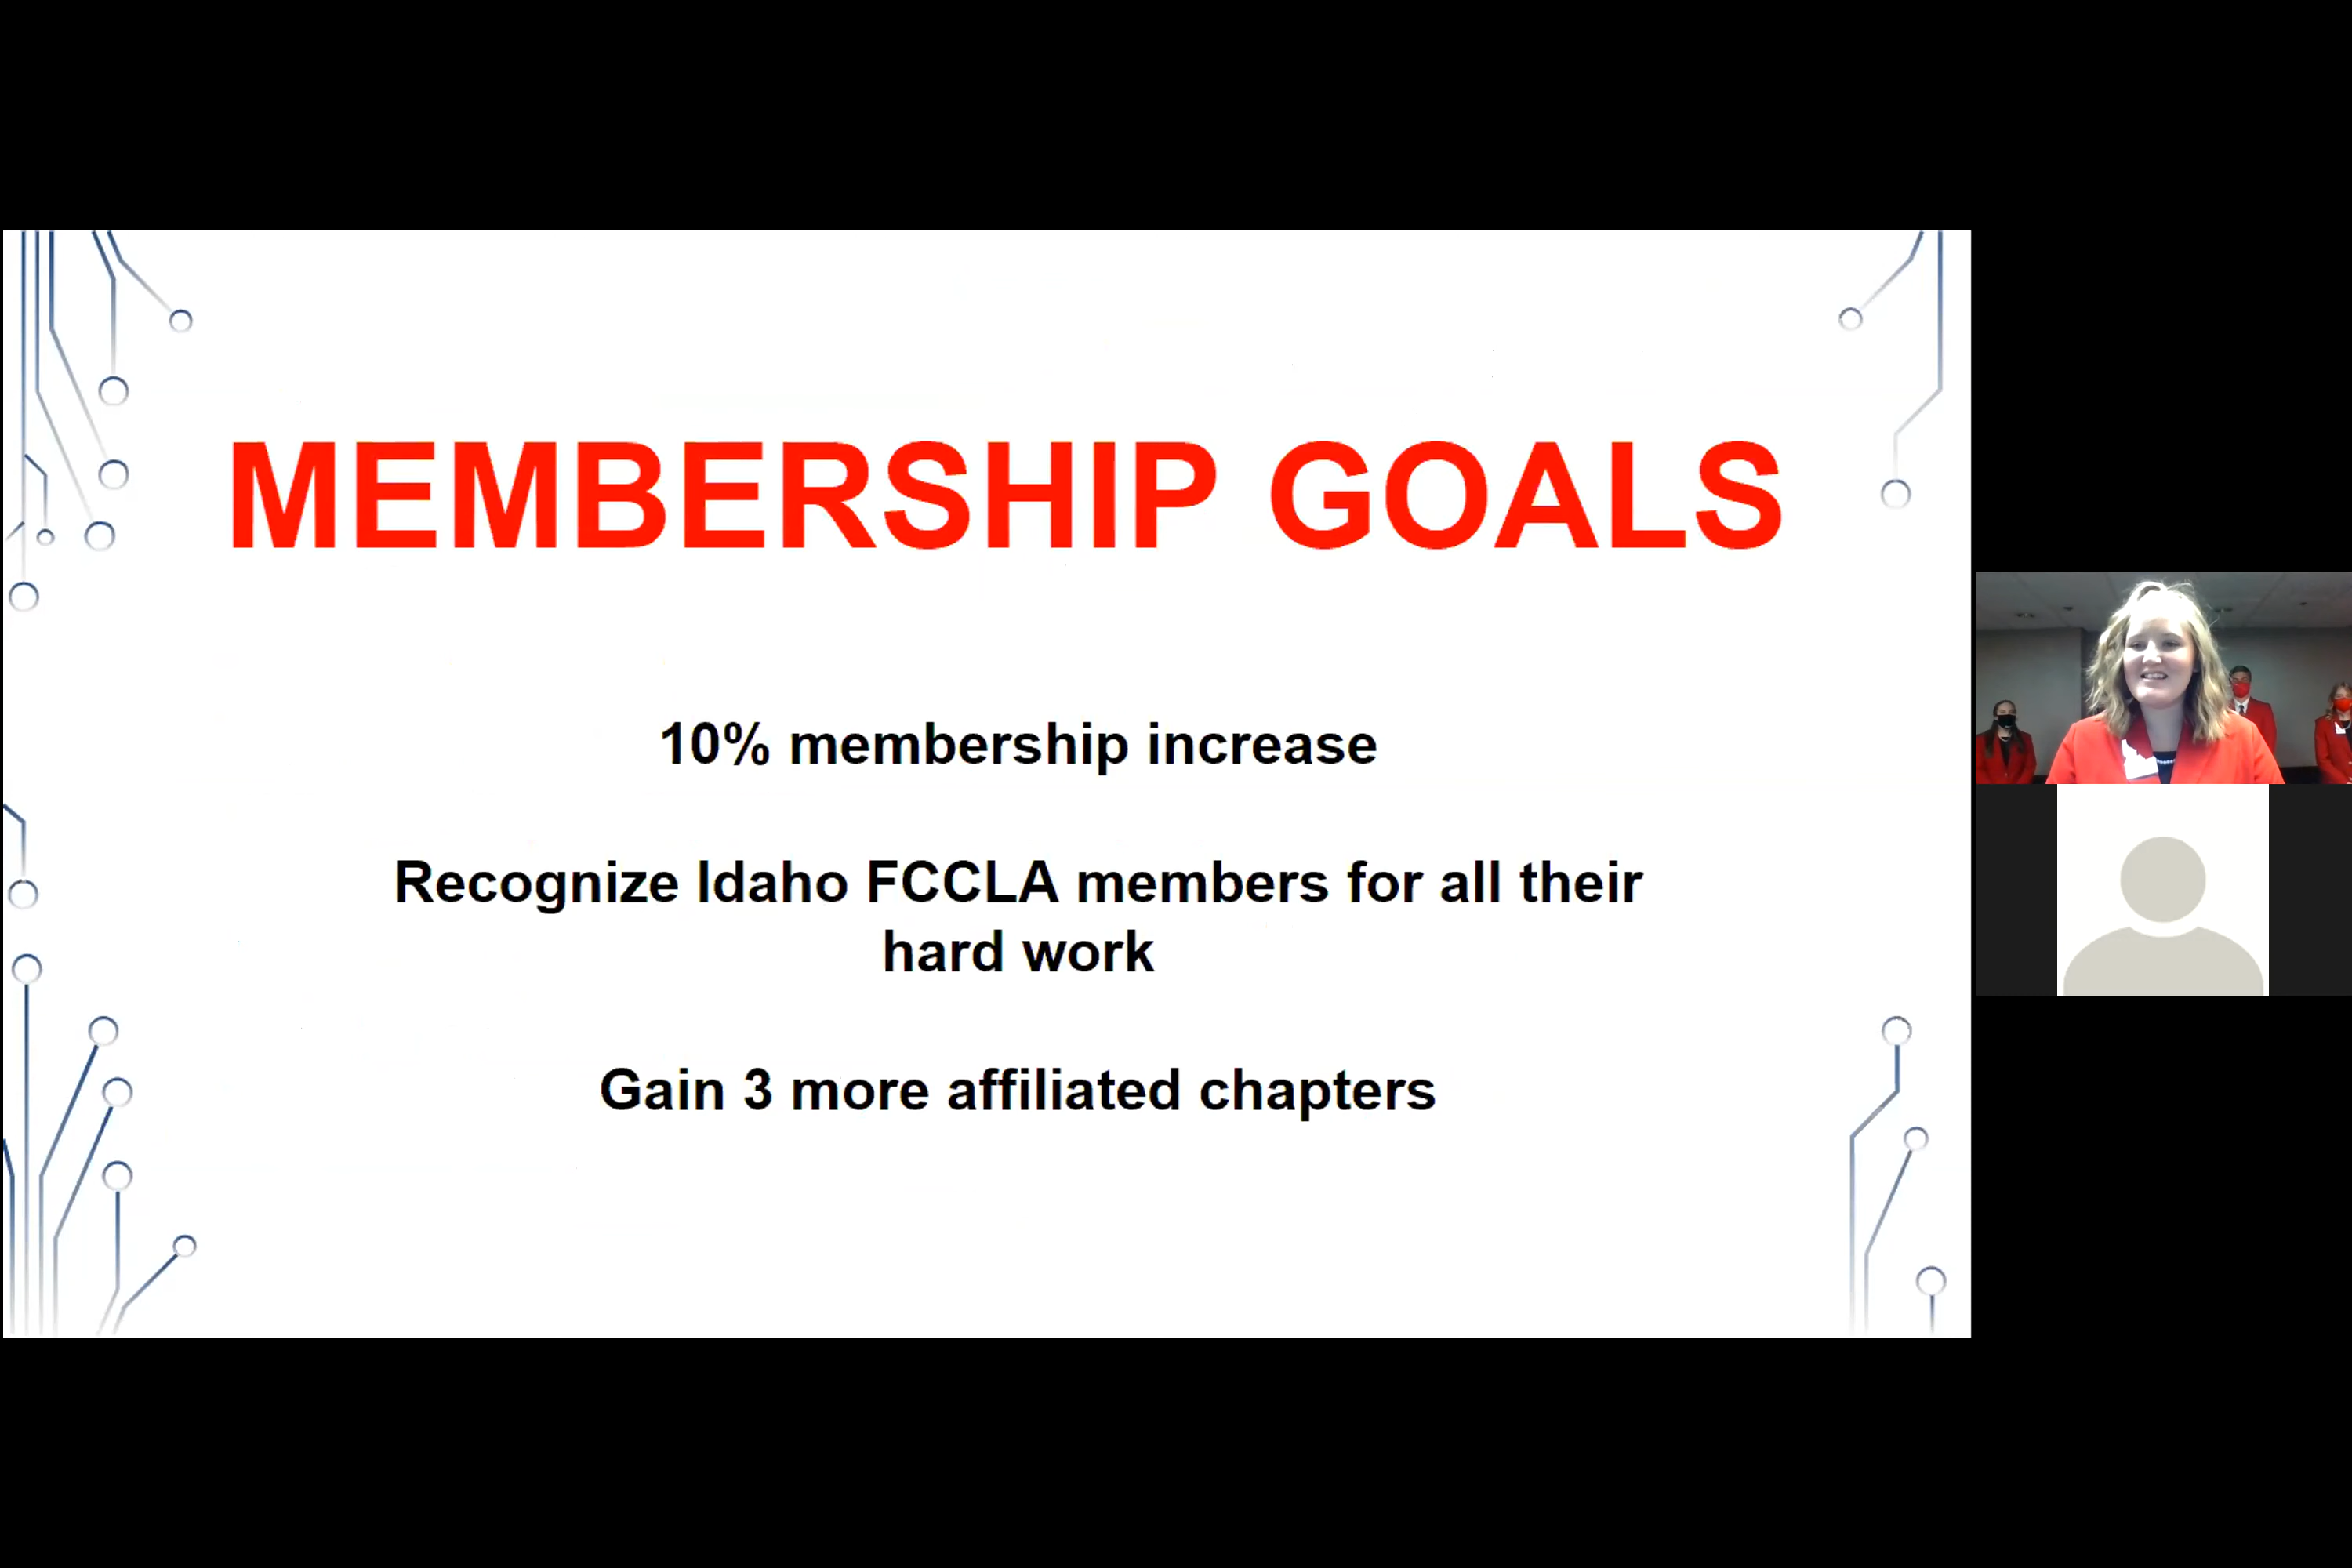 MEMBERSHIP GOALS
10% membership increase
Recognize Idaho FCCLA members for all their
hard work
Gain 3 more affiliated chapters